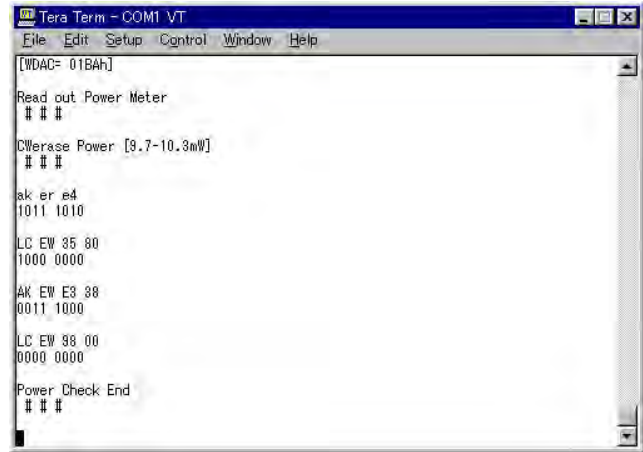 Tera Term - COM1 VT
File Edit Setup Control Window Help
[WDAC= 01BAh]
Read out Power Meter
# # #
CWerase Power [9.7-10.3mW]
# # #
ak er e4
1011 1010
LC EW 35 80
1000 0000
AK EW E3 38
0011 1000
LC EW 98 00
0000 0000
Power Check End
# # #